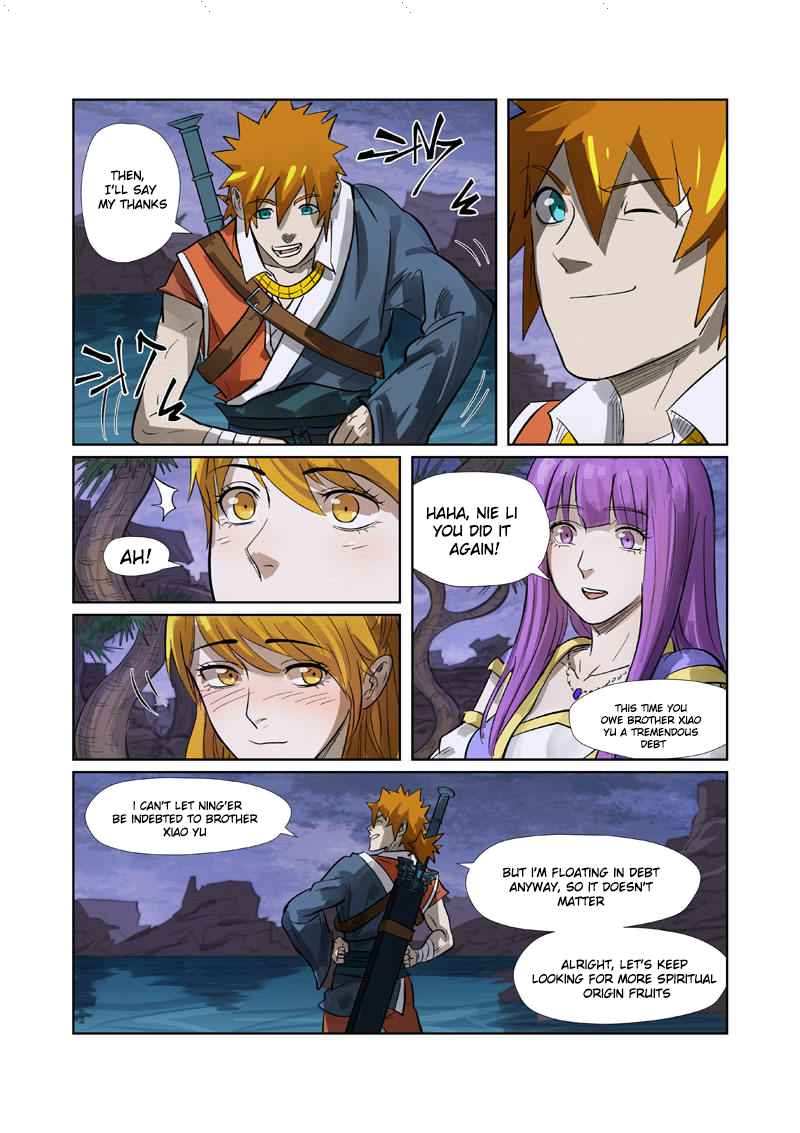 THEN,
I'LL SAY
MY THANKS
AH!
HAHA, NIE LI
YOU DID IT
AGAIN!
THIS TIME YOU
OWE BROTHER XIAO
YU A TREMENDOUS
DEBT
I CAN'T LET NING'ER
BE INDEBTED TO BROTHER
XIAO YU
BUT I'M FLOATING IN DEBT
ANYWAY, SO IT DOESN'T
MATTER
ALRIGHT, LET'S KEEP
LOOKING FOR MORE SPIRITUAL
ORIGIN FRUITS